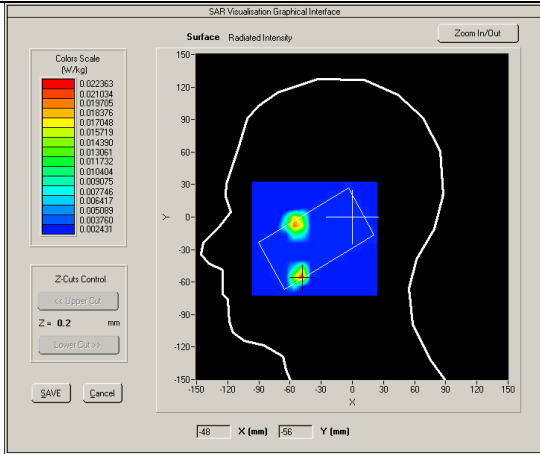 SAR Visualisation Graphical Interface
Surface Radiated Intensity
Zoom In/Out
Colors Scale
(W/kg)
0.022363
0.021034
0.019705
0.018376
0.017048
0.015719
0.014390
0.013061
0.011732
0.010404
0.009075
0.007746
0.006417
0.005089
0.003760
0.002431
150
120
90
60
30
0
-30
-60
-90
-120
-150
Y
-150 -120 -90 -60 -30 0 30 60 90 120 150
X
Z-Cuts Control
<< Upper Cut
Z = 0.2 mm
Lower Cut >>
SAVE Cancel
-48 X (mm) -56 Y (mm)